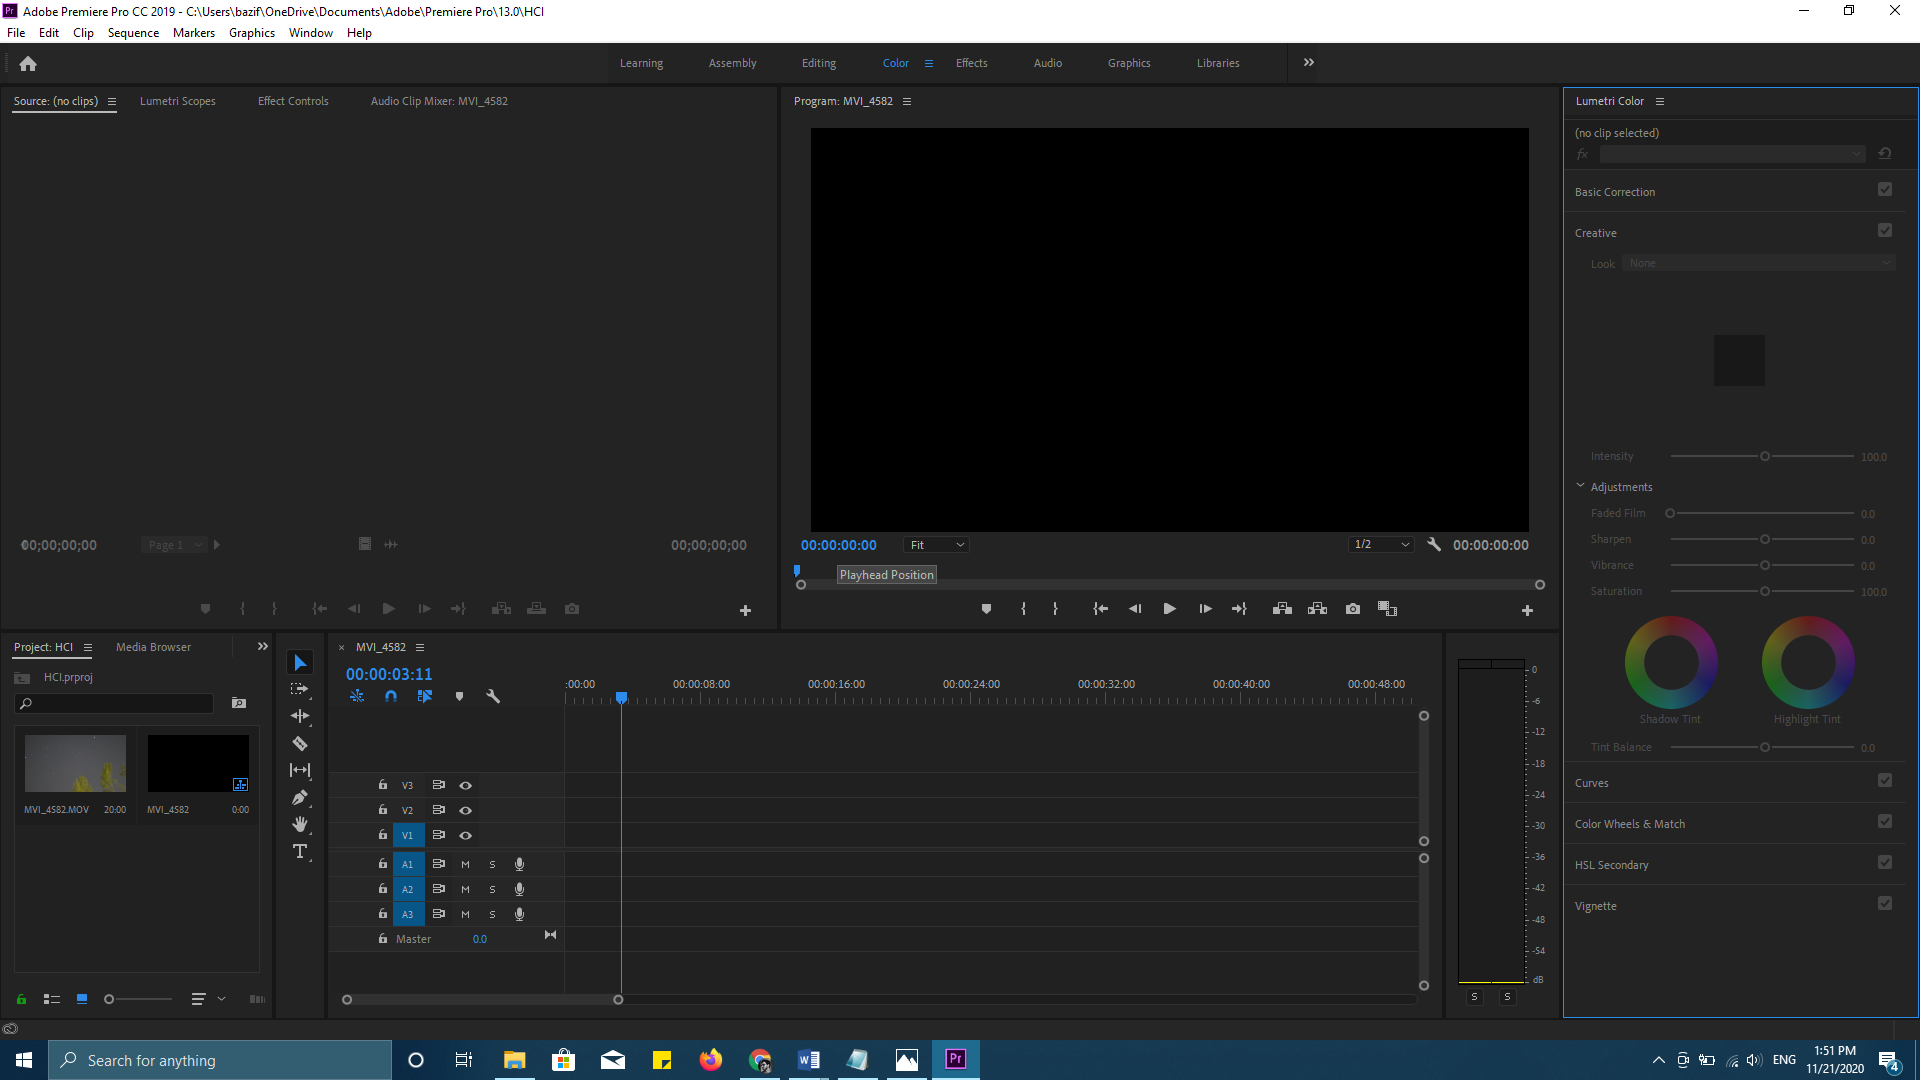 Pr Adobe Premiere Pro CC 2019 - C:\Users\bazif\OneDrive\Documents\Adobe\Premiere Pro\13.0\HCI
File Edit Clip Sequence Markers Graphics Window Help
Learning Assembly Editing Color Effects Audio Graphics Libraries
Source: (no clips) Lumetri Scopes Effect Controls Audio Clip Mixer: MVI_4582
Program: MVI_4582
Lumetri Color
(no clip selected)
fx
Basic Correction
Creative
Look None
Intensity 100.0
Adjustments
Faded Film 0.0
Sharpen 0.0
Vibrance 0.0
Saturation 100.0
Shadow Tint Highlight Tint
Tint Balance 0.0
Curves
Color Wheels & Match
HSL Secondary
Vignette
00;00;00;00 Page 1 00;00;00;00
00:00:00:00 Fit 1/2 00:00:00:00
Playhead Position
Project: HCI Media Browser
HCI.prproj
MVI_4582.MOV 20:00 MVI_4582 0:00
× MVI_4582
00:00:03:11
:00:00 00:00:08:00 00:00:16:00 00:00:24:00 00:00:32:00 00:00:40:00 00:00:48:00
V3
V2
V1
A1 M S
A2 M S
A3 M S
Master 0.0
0
-6
-12
-18
-24
-30
-36
-42
-48
-54
dB
S S
Search for anything
Pr
ENG
1:51 PM
11/21/2020
4